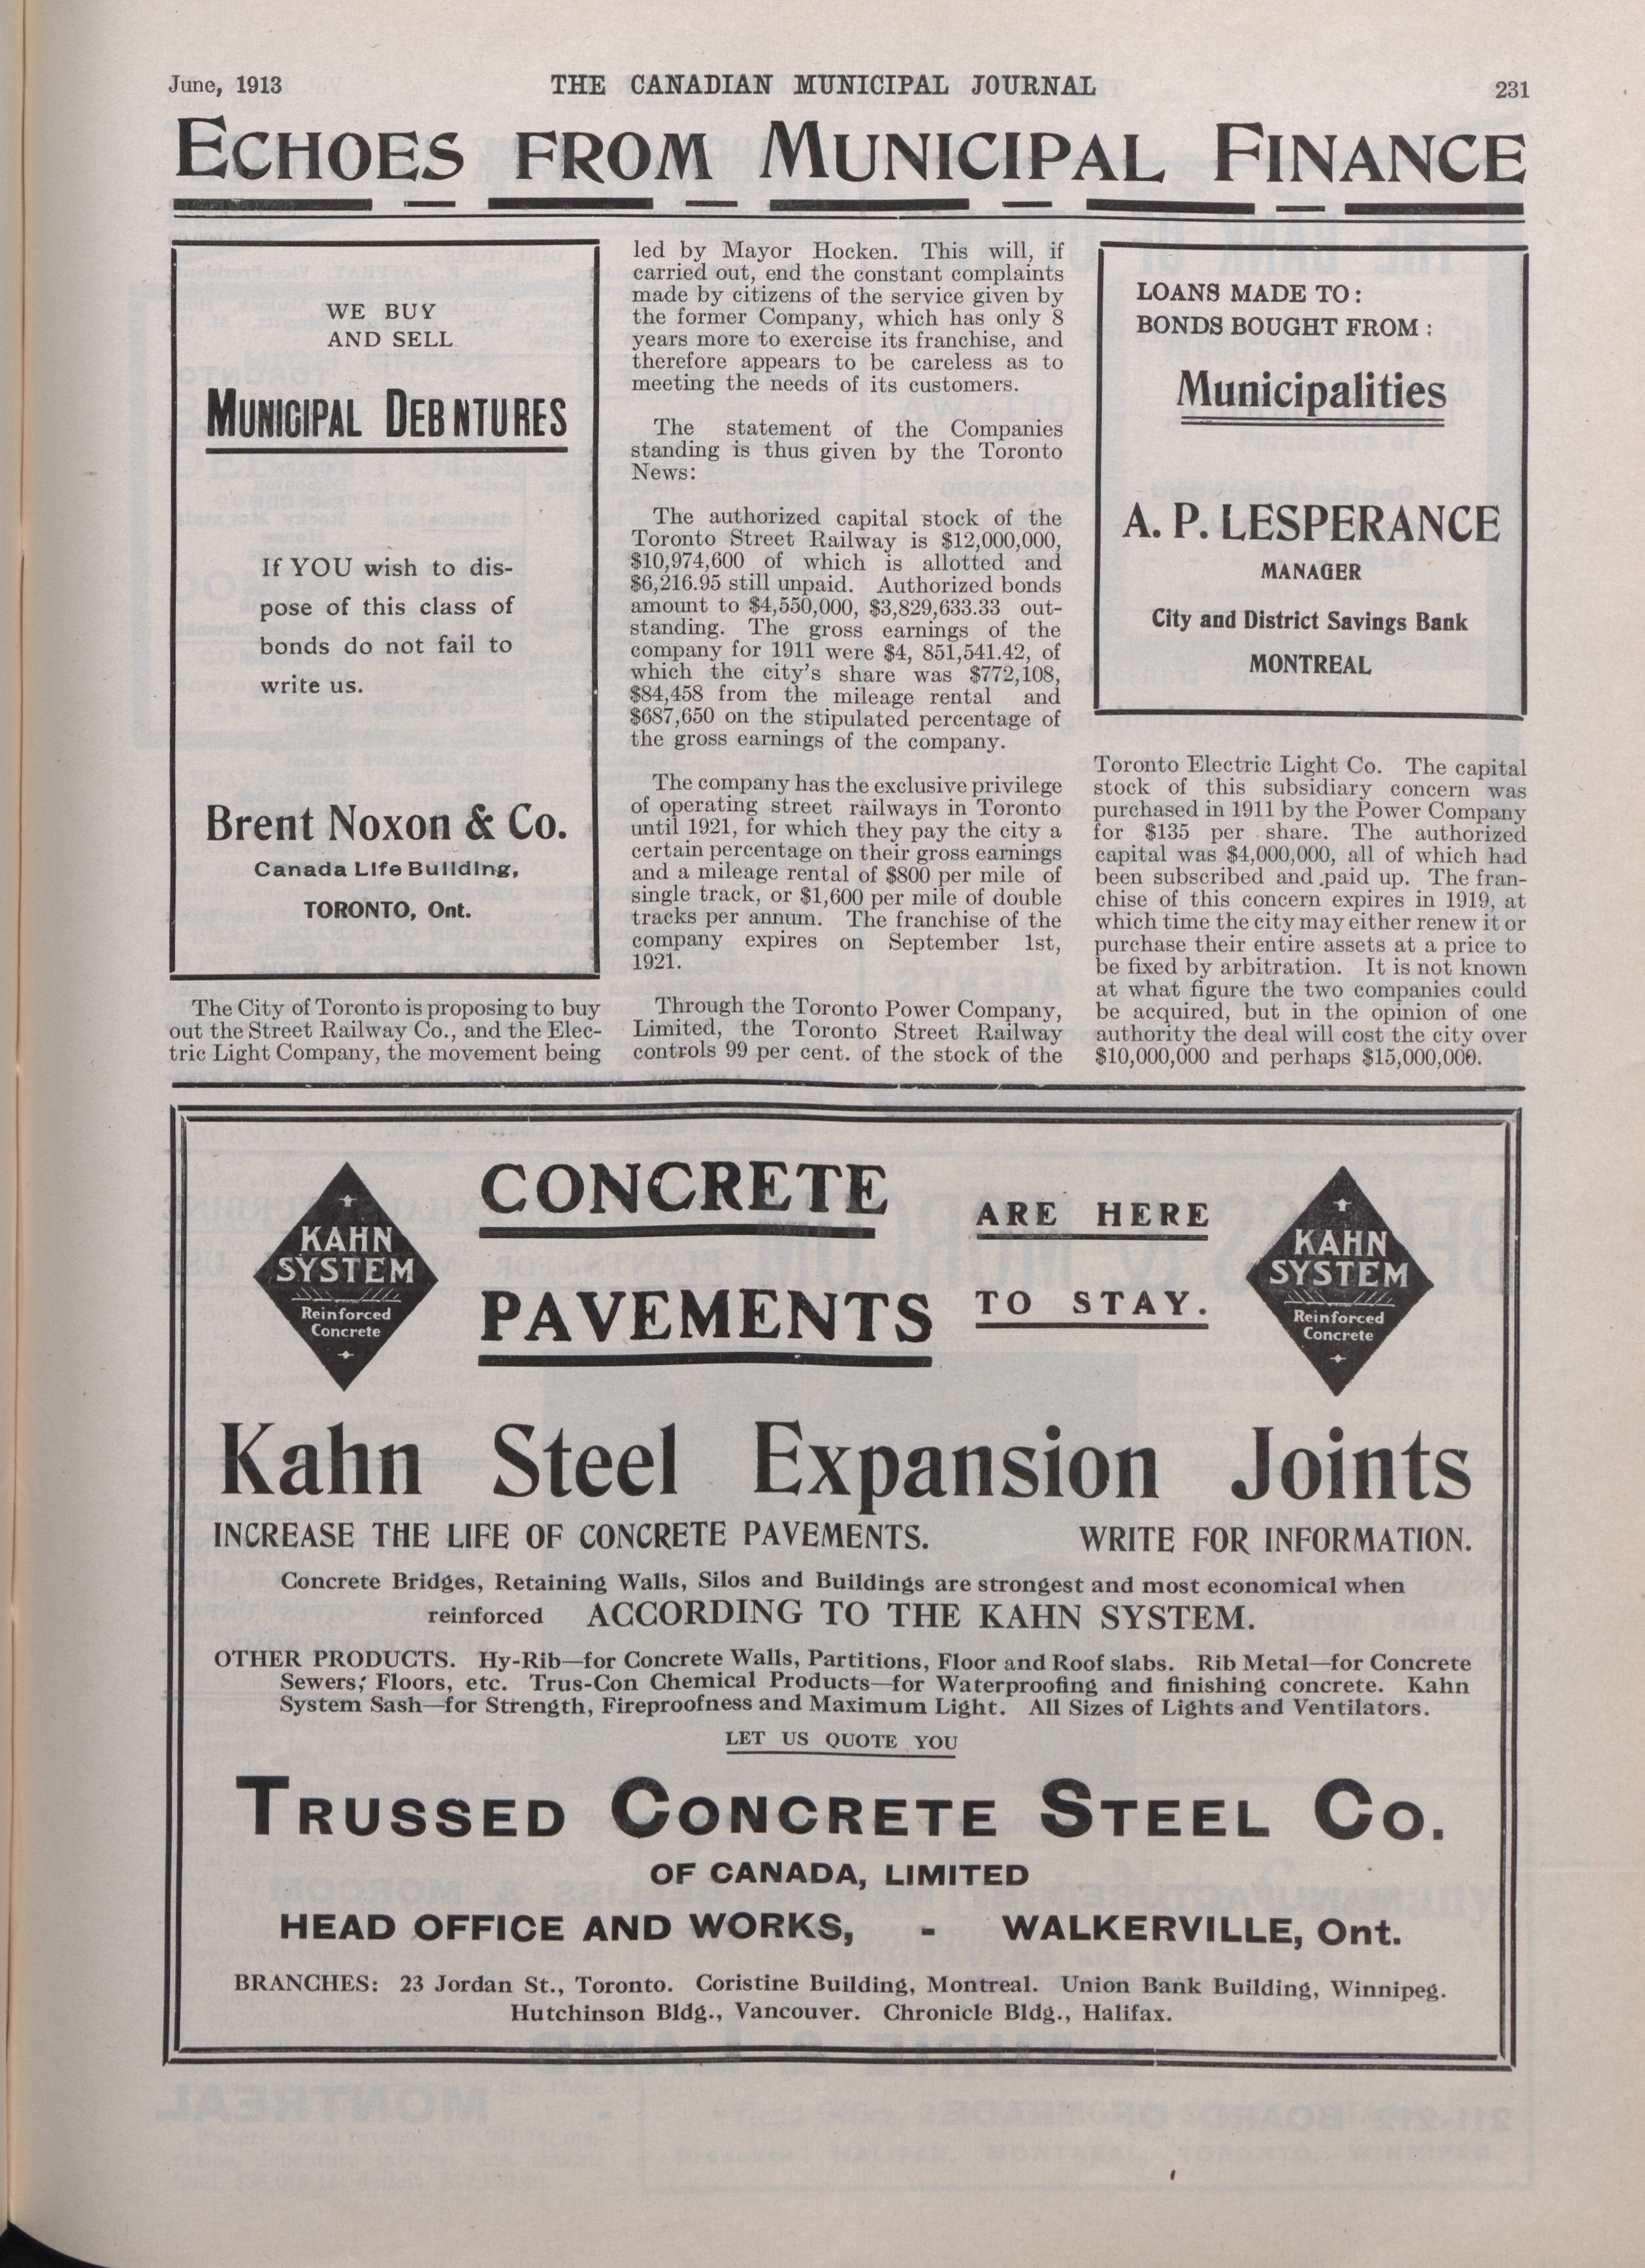 June, 1913
THE CANADIAN MUNICIPAL JOURNAL
231
ECHOES FROM MUNICIPAL FINANCE
WE BUY
AND SELL
MUNICIPAL DEB NTURES
If YOU wish to dis-
pose of this class of
bonds do not fail to
write us.
Brent Noxon & Co.
Canada Life Building,
TORONTO, Ont.
The City of Toronto is proposing to buy
out the Street Railway Co., and the Elec-
tric Light Company, the movement being
led by Mayor Hocken. This will, if
carried out, end the constant complaints
made by citizens of the service given by
the former Company, which has only 8
years more to exercise its franchise, and
therefore appears to be careless as to
meeting the needs of its customers.
The statement of the Companies
standing is thus given by the Toronto
News:
The authorized capital stock of the
Toronto Street Railway is $12,000,000,
$10,974,600 of which is allotted and
$6,216.95 still unpaid. Authorized bonds
amount to $4,550,000, $3,829,633.33 out-
standing. The gross earnings of the
company for 1911 were $4, 851,541.42, of
which the city's share was $772,108,
$84,458 from the mileage rental and
$687,650 on the stipulated percentage of
the gross earnings of the company.
The company has the exclusive privilege
of operating street railways in Toronto
until 1921, for which they pay the city a
certain percentage on their gross earnings
and a mileage rental of $800 per mile of
single track, or $1,600 per mile of double
tracks per annum. The franchise of the
company expires on September 1st,
1921.
Through the Toronto Power Company,
Limited, the Toronto Street Railway
controls 99 per cent. of the stock of the
LOANS MADE TO:
BONDS BOUGHT FROM:
Municipalities
A. P. LESPERANCE
MANAGER
City and District Savings Bank
MONTREAL
Toronto Electric Light Co. The capital
stock of this subsidiary concern was
purchased in 1911 by the Power Company
for $135 per share. The authorized
capital was $4,000,000, all of which had
been subscribed and paid up. The fran-
chise of this concern expires in 1919, at
which time the city may either renew it or
purchase their entire assets at a price to
be fixed by arbitration. It is not known
at what figure the two companies could
be acquired, but in the opinion of one
authority the deal will cost the city over
$10,000,000 and perhaps $15,000,000.
KAHN
SYSTEM
Reinforced
Concrete
CONCRETE
PAVEMENTS
ARE HERE
TO STAY.
KAHN
SYSTEM
Reinforced
Concrete
Kahn Steel Expansion Joints
INCREASE THE LIFE OF CONCRETE PAVEMENTS. WRITE FOR INFORMATION.
Concrete Bridges, Retaining Walls, Silos and Buildings are strongest and most economical when
reinforced ACCORDING TO THE KAHN SYSTEM.
OTHER PRODUCTS. Hy-Rib—for Concrete Walls, Partitions, Floor and Roof slabs. Rib Metal—for Concrete
Sewers; Floors, etc. Trus-Con Chemical Products—for Waterproofing and finishing concrete. Kahn
System Sash—for Strength, Fireproofness and Maximum Light. All Sizes of Lights and Ventilators.
LET US QUOTE YOU
TRUSSED CONCRETE STEEL CO.
OF CANADA, LIMITED
HEAD OFFICE AND WORKS, - WALKERVILLE, Ont.
BRANCHES: 23 Jordan St., Toronto. Coristine Building, Montreal. Union Bank Building, Winnipeg.
Hutchinson Bldg., Vancouver. Chronicle Bldg., Halifax.